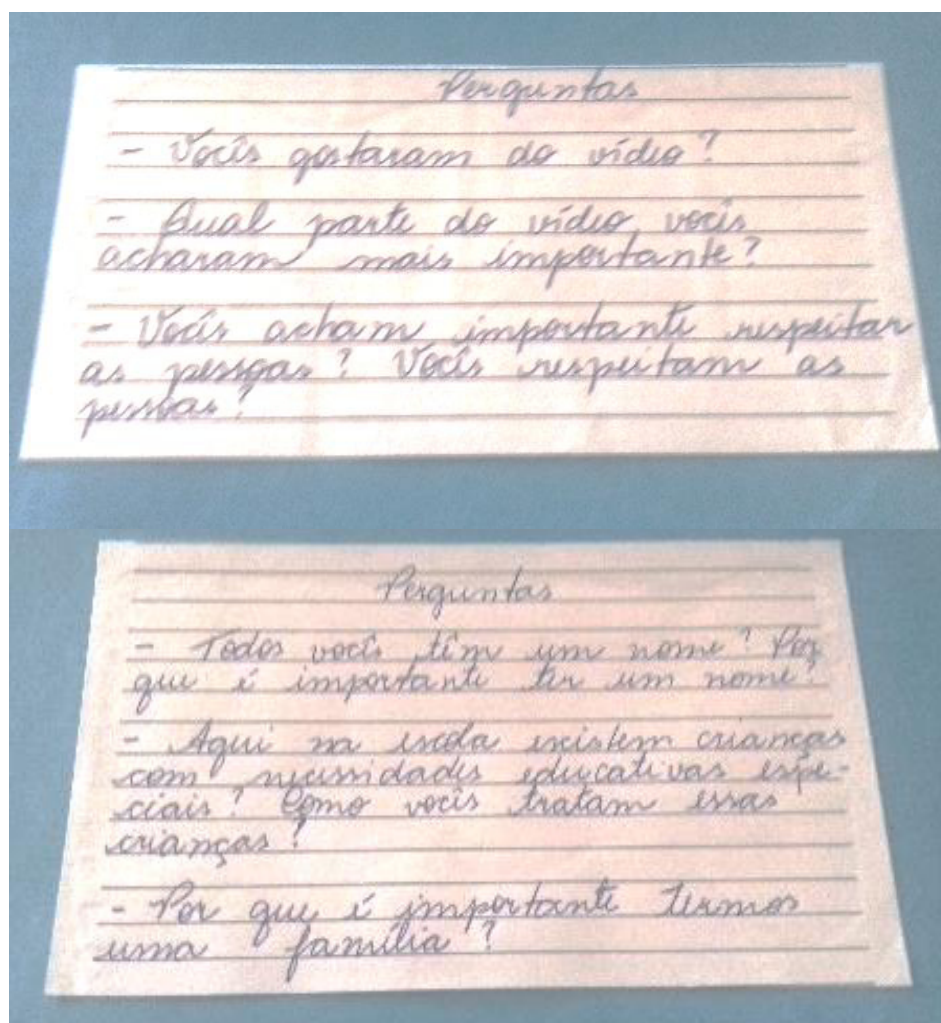 Perguntas
- Vocês gostaram do vídeo?
- Qual parte do vídeo vocês
acharam mais importante?
- Vocês acham importante respeitar
as pessoas? Vocês respeitam as
pessoas?
Perguntas
- Todos vocês têm um nome? Por
que é importante ter um nome?
- Aqui na escola existem crianças
com necessidades educativas espe-
ciais? Como vocês tratam essas
crianças?
- Por que é importante termos
uma família?